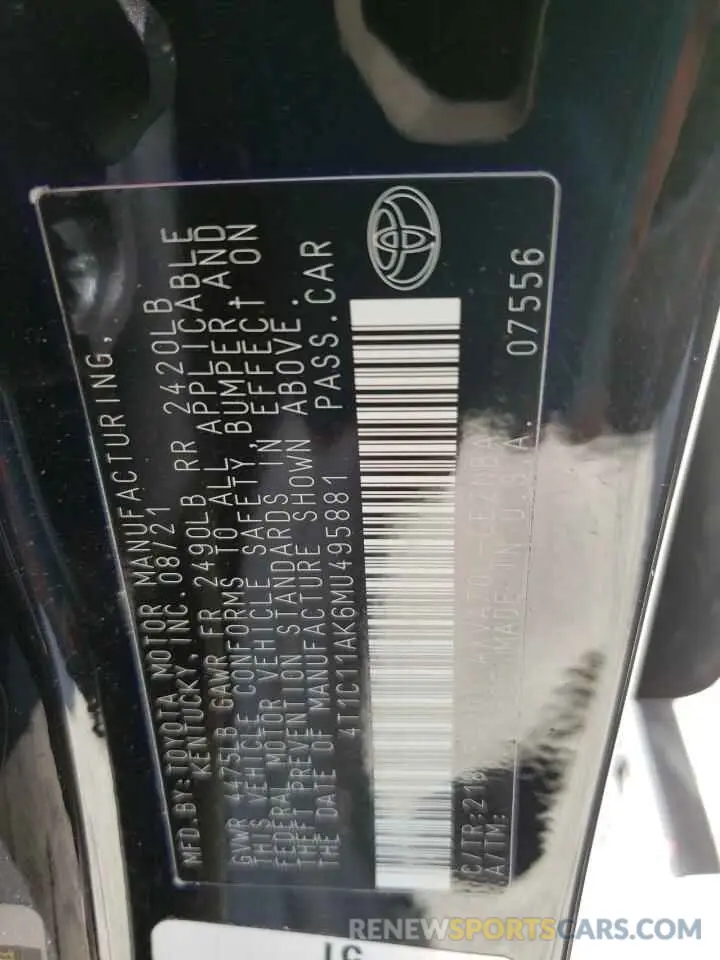 MFD. BY: TOYOTA MOTOR MANUFACTURING,
KENTUCKY, INC. 08/21
GVWR 4475LB GAWR FR 2490LB RR 2420LB
THIS VEHICLE CONFORMS TO ALL APPLICABLE
FEDERAL MOTOR VEHICLE SAFETY, BUMPER, AND
THEFT PREVENTION STANDARDS IN EFFECT ON
THE DATE OF MANUFACTURE SHOWN ABOVE.
4T1C11AK6MU495881 PASS. CAR
C/TR:
A/TM: MADE IN U.S.A. 07556
RENEWSPORTSCARS.COM